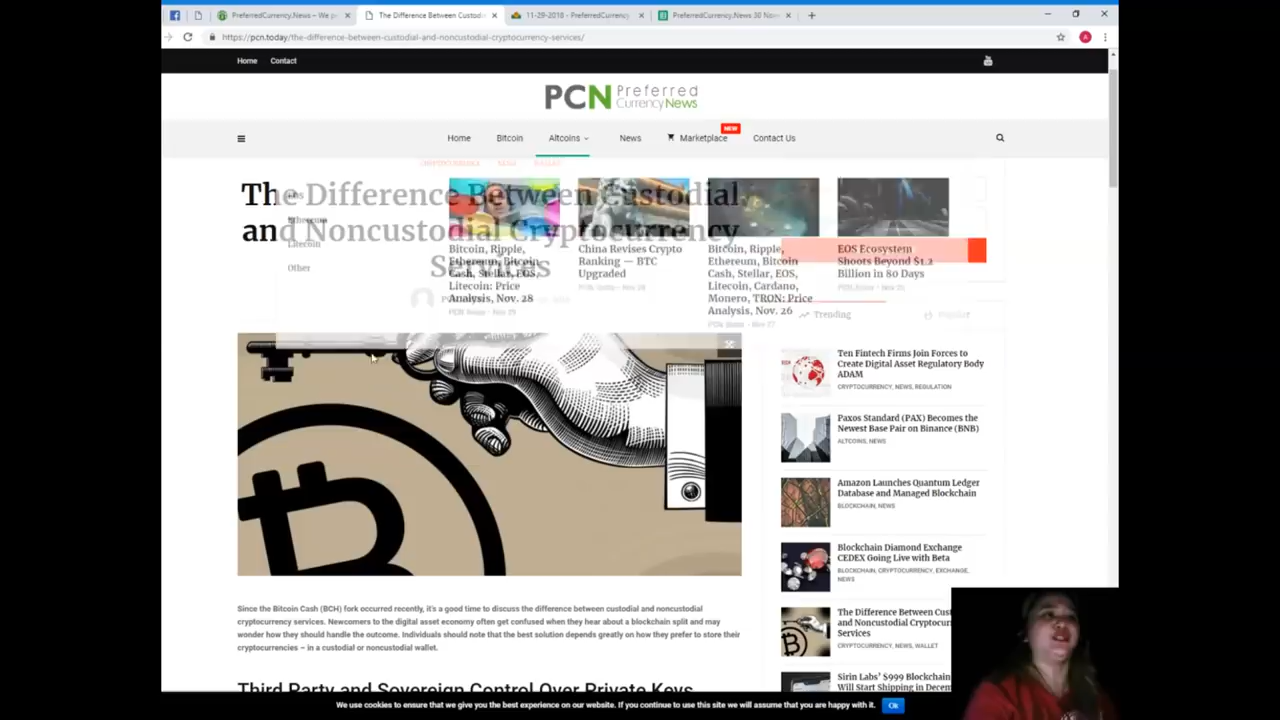 PreferredCurrency.News – We p
The Difference Between Custodi
11-29-2018 - PreferredCurrency
PreferredCurrency.News 30 Nov
https://pcn.today/the-difference-between-custodial-and-noncustodial-cryptocurrency-services/
Home Contact
PCN Preferred CurrencyNews
NEW
Home Bitcoin Altcoins News Marketplace Contact Us
The Difference Between Custodial
and Noncustodial Cryptocurrency
Services
EOS
Ethereum
Litecoin
Other
Bitcoin, Ripple,
Ethereum, Bitcoin
Cash, Stellar, EOS,
Litecoin: Price
Analysis, Nov. 28
China Revises Crypto
Ranking — BTC
Upgraded
Bitcoin, Ripple,
Ethereum, Bitcoin
Cash, Stellar, EOS,
Litecoin, Cardano,
Monero, TRON: Price
Analysis, Nov. 26
EOS Ecosystem
Shoots Beyond $1.2
Billion in 80 Days
Trending
Ten Fintech Firms Join Forces to
Create Digital Asset Regulatory Body
ADAM
CRYPTOCURRENCY, NEWS, REGULATION
Paxos Standard (PAX) Becomes the
Newest Base Pair on Binance (BNB)
ALTCOINS, NEWS
Amazon Launches Quantum Ledger
Database and Managed Blockchain
BLOCKCHAIN, NEWS
Blockchain Diamond Exchange
CEDEX Going Live with Beta
BLOCKCHAIN, CRYPTOCURRENCY, EXCHANGE,
NEWS
The Difference Between Cust
and Noncustodial Cryptocurr
Services
CRYPTOCURRENCY, NEWS, WALLET
Sirin Labs' $999 Blockchain
Will Start Shipping in Decem
Since the Bitcoin Cash (BCH) fork occurred recently, it's a good time to discuss the difference between custodial and noncustodial
cryptocurrency services. Newcomers to the digital asset economy often get confused when they hear about a blockchain split and may
wonder how they should handle the outcome. Individuals should note that the best solution depends greatly on how they prefer to store their
cryptocurrencies – in a custodial or noncustodial wallet.
Third Party and Sovereign Control Over Private Keys
We use cookies to ensure that we give you the best experience on our website. If you continue to use this site we will assume that you are happy with it. Ok